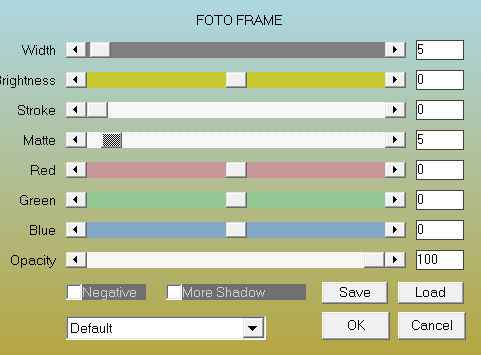 FOTO FRAME
Width 5
Brightness 0
Stroke 0
Matte 5
Red 0
Green 0
Blue 0
Opacity 100
Negative More Shadow Save Load
Default OK Cancel